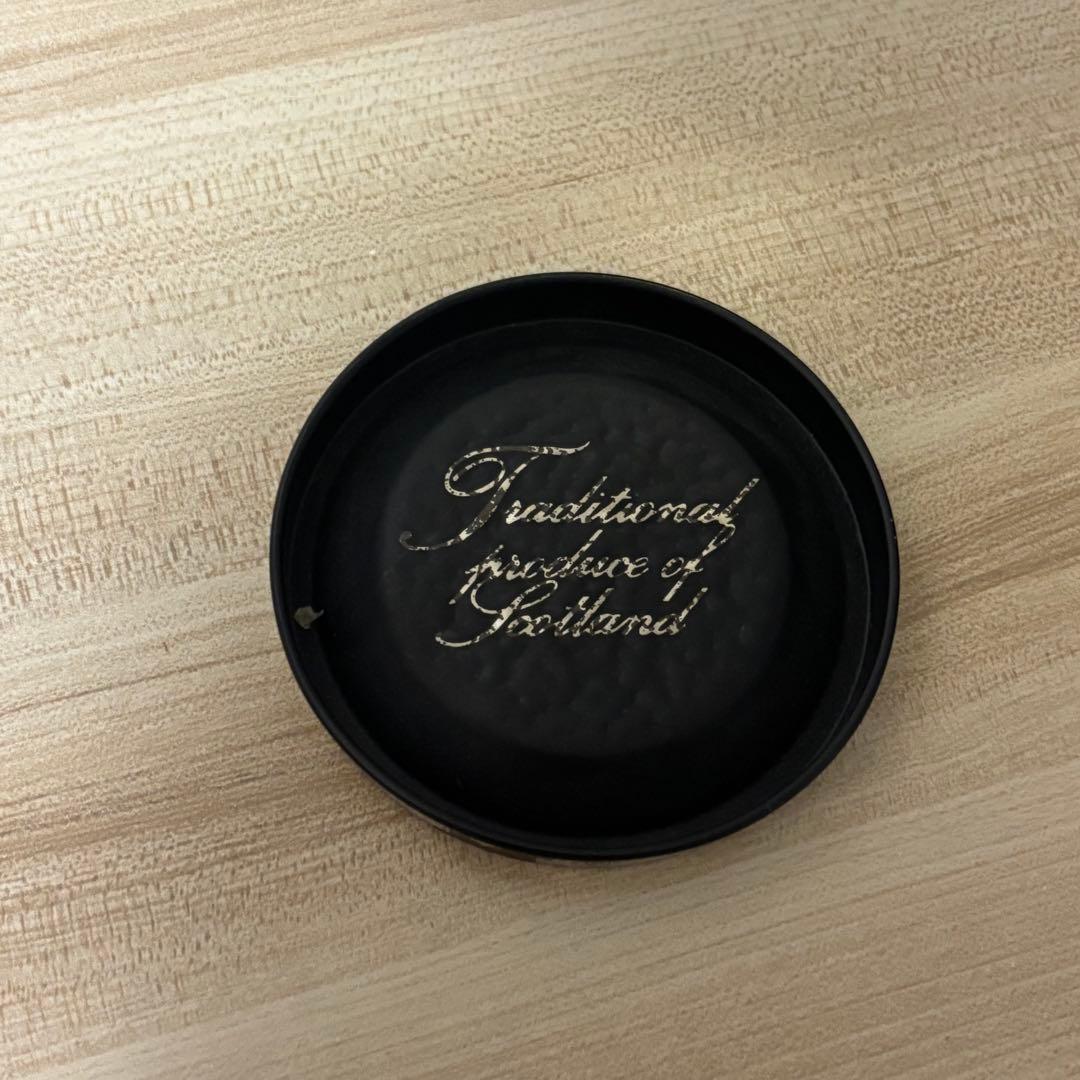 Traditional
produce of
Scotland